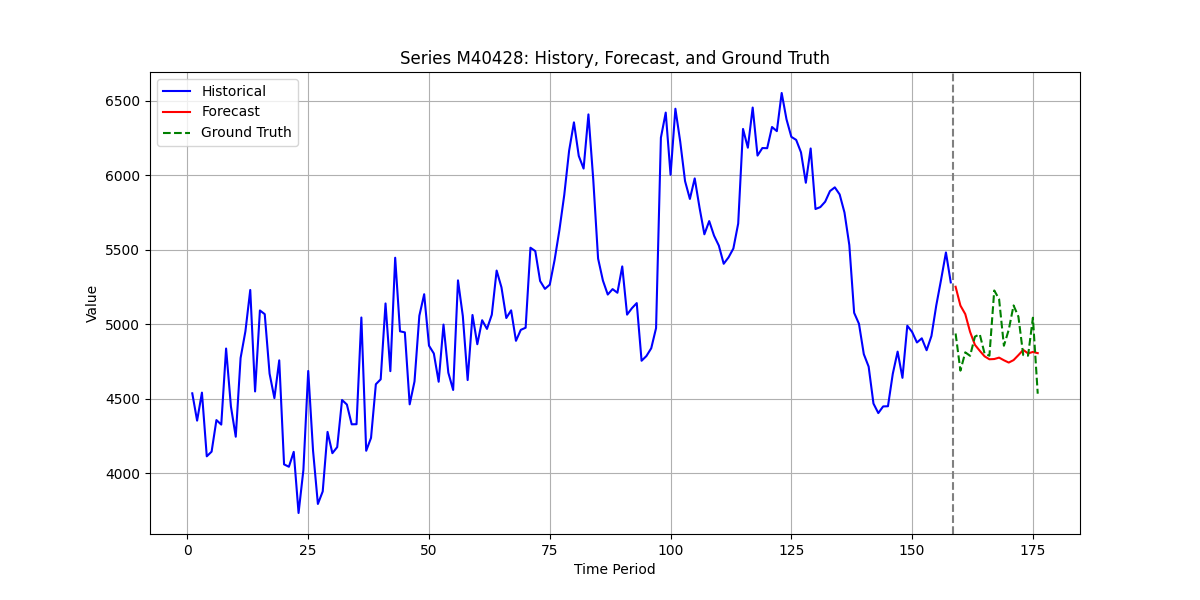 Series M40428: History, Forecast, and Ground Truth
Historical
Forecast
Ground Truth
Value
6500
6000
5500
5000
4500
4000
0 25 50 75 100 125 150 175
Time Period